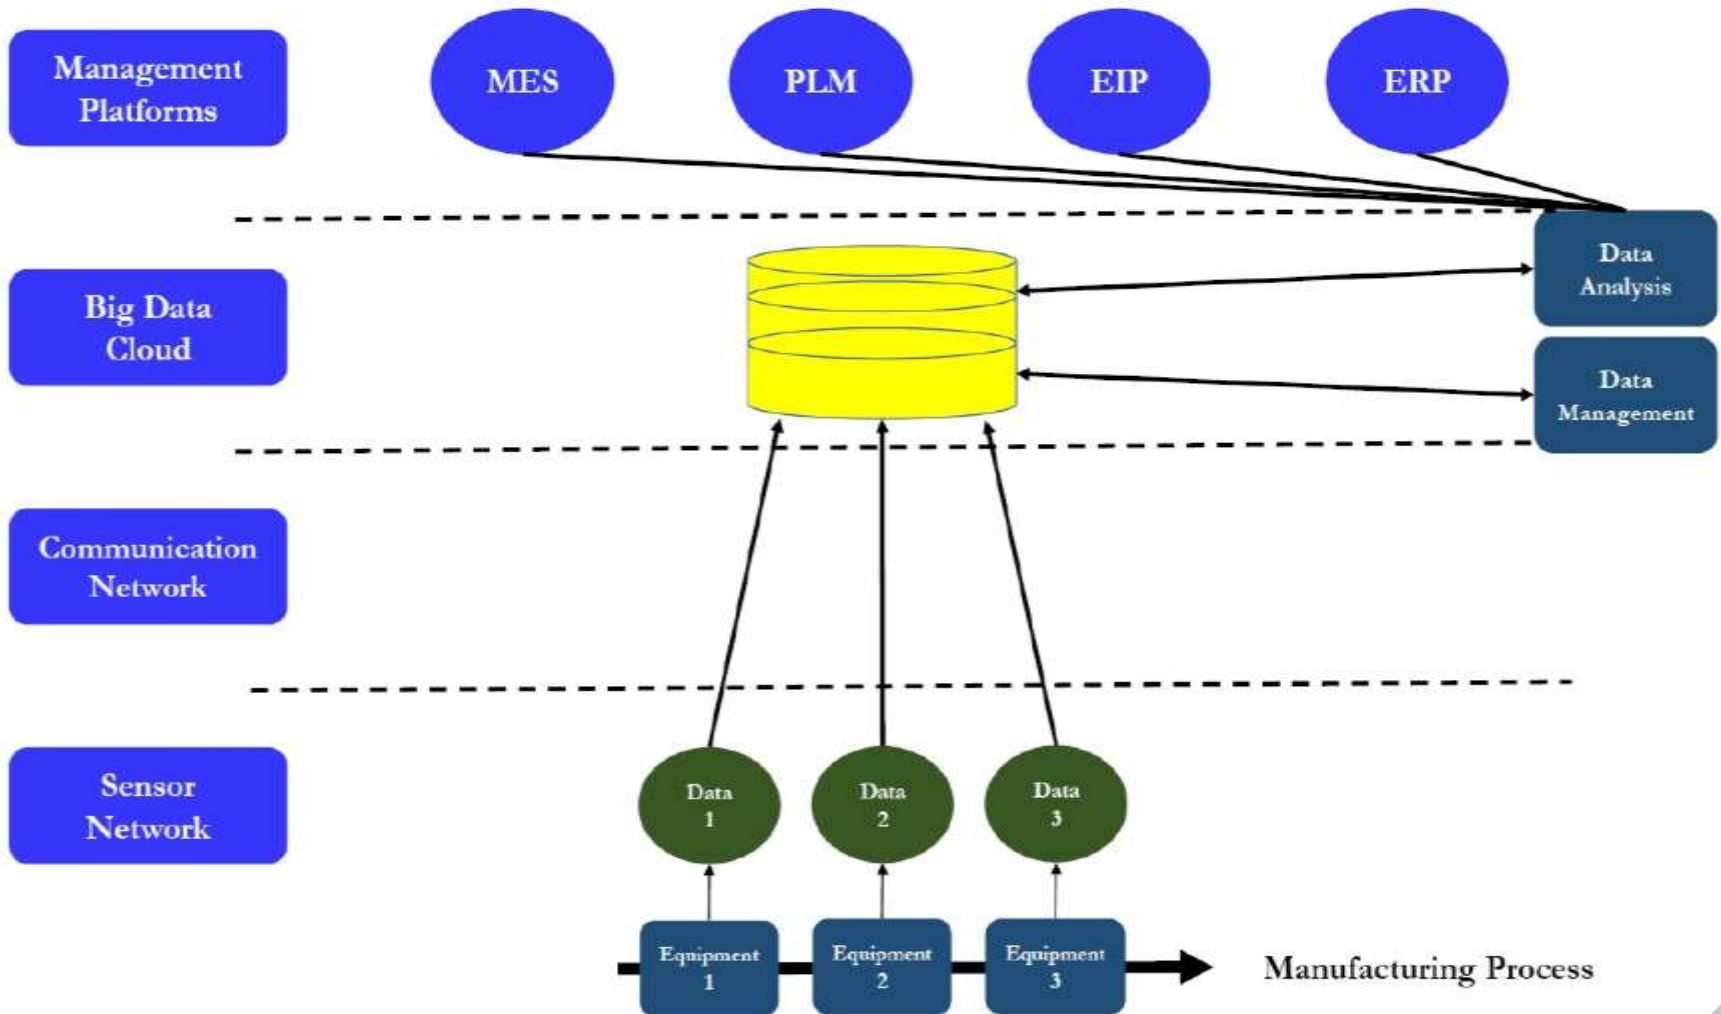 Management
Platforms
MES
PLM
EIP
ERP
Big Data
Cloud
Data
Analysis
Data
Management
Communication
Network
Sensor
Network
Data
1
Data
2
Data
3
Equipment
1
Equipment
2
Equipment
3
Manufacturing Process